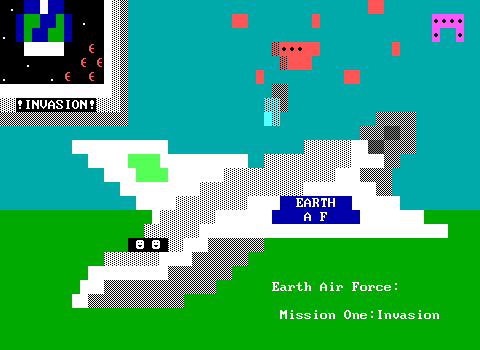 !INVASION!
EARTH
A F
Earth Air Force:
Mission One:Invasion